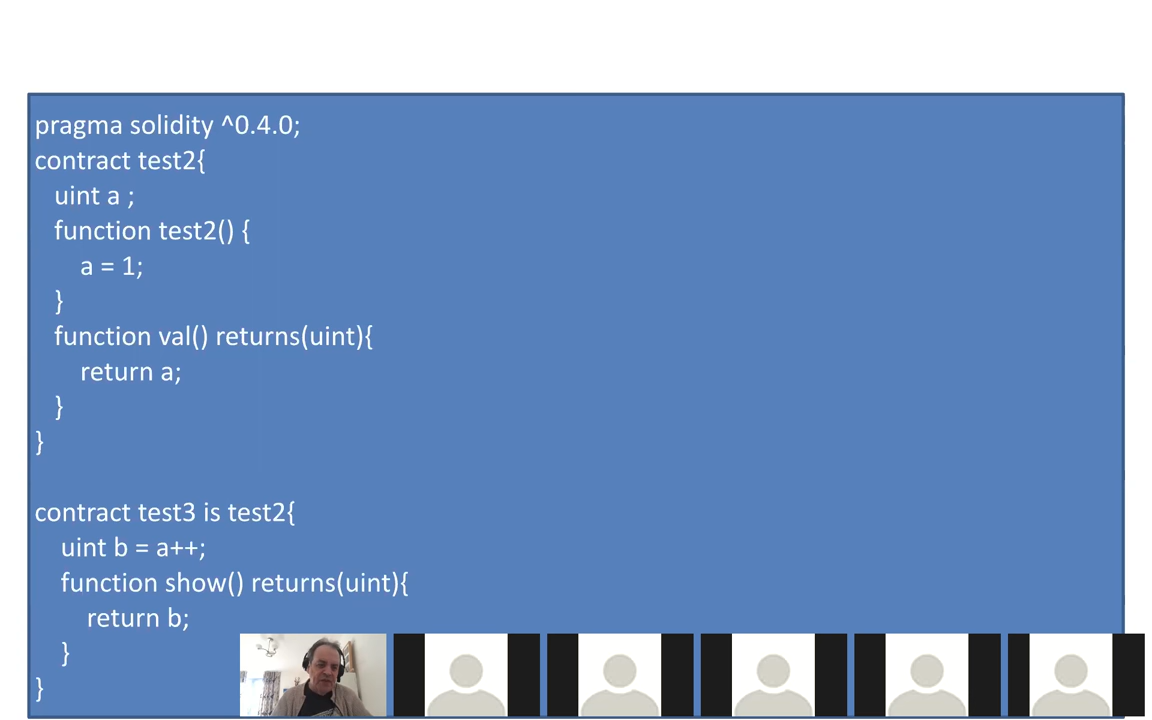 pragma solidity ^0.4.0;
contract test2{
uint a ;
function test2() {
a = 1;
}
function val() returns(uint){
return a;
}
}
contract test3 is test2{
uint b = a++;
function show() returns(uint){
return b;
}
}